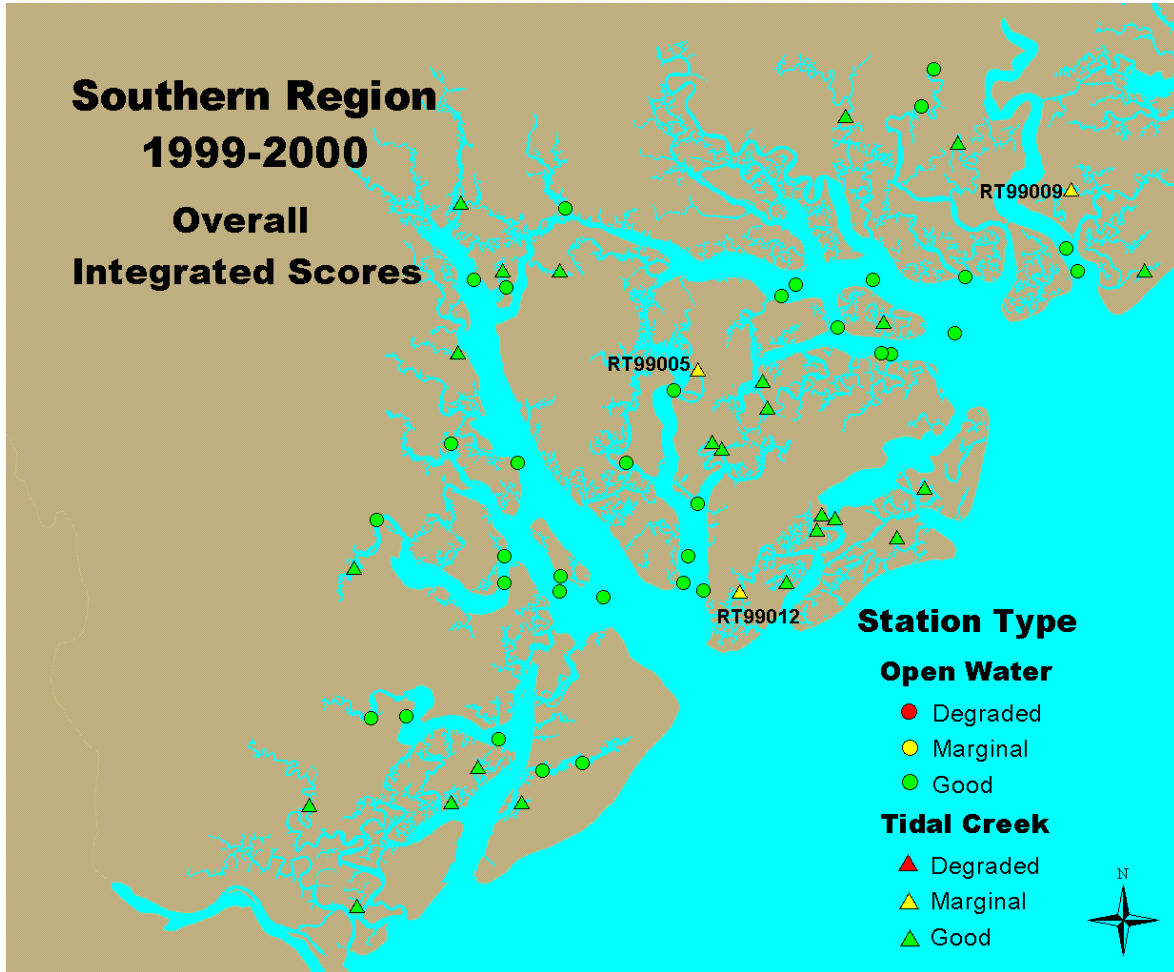 Southern Region
1999-2000
Overall
Integrated Scores
RT99009
RT99005
RT99012
Station Type
Open Water
Degraded
Marginal
Good
Tidal Creek
Degraded
Marginal
Good
N